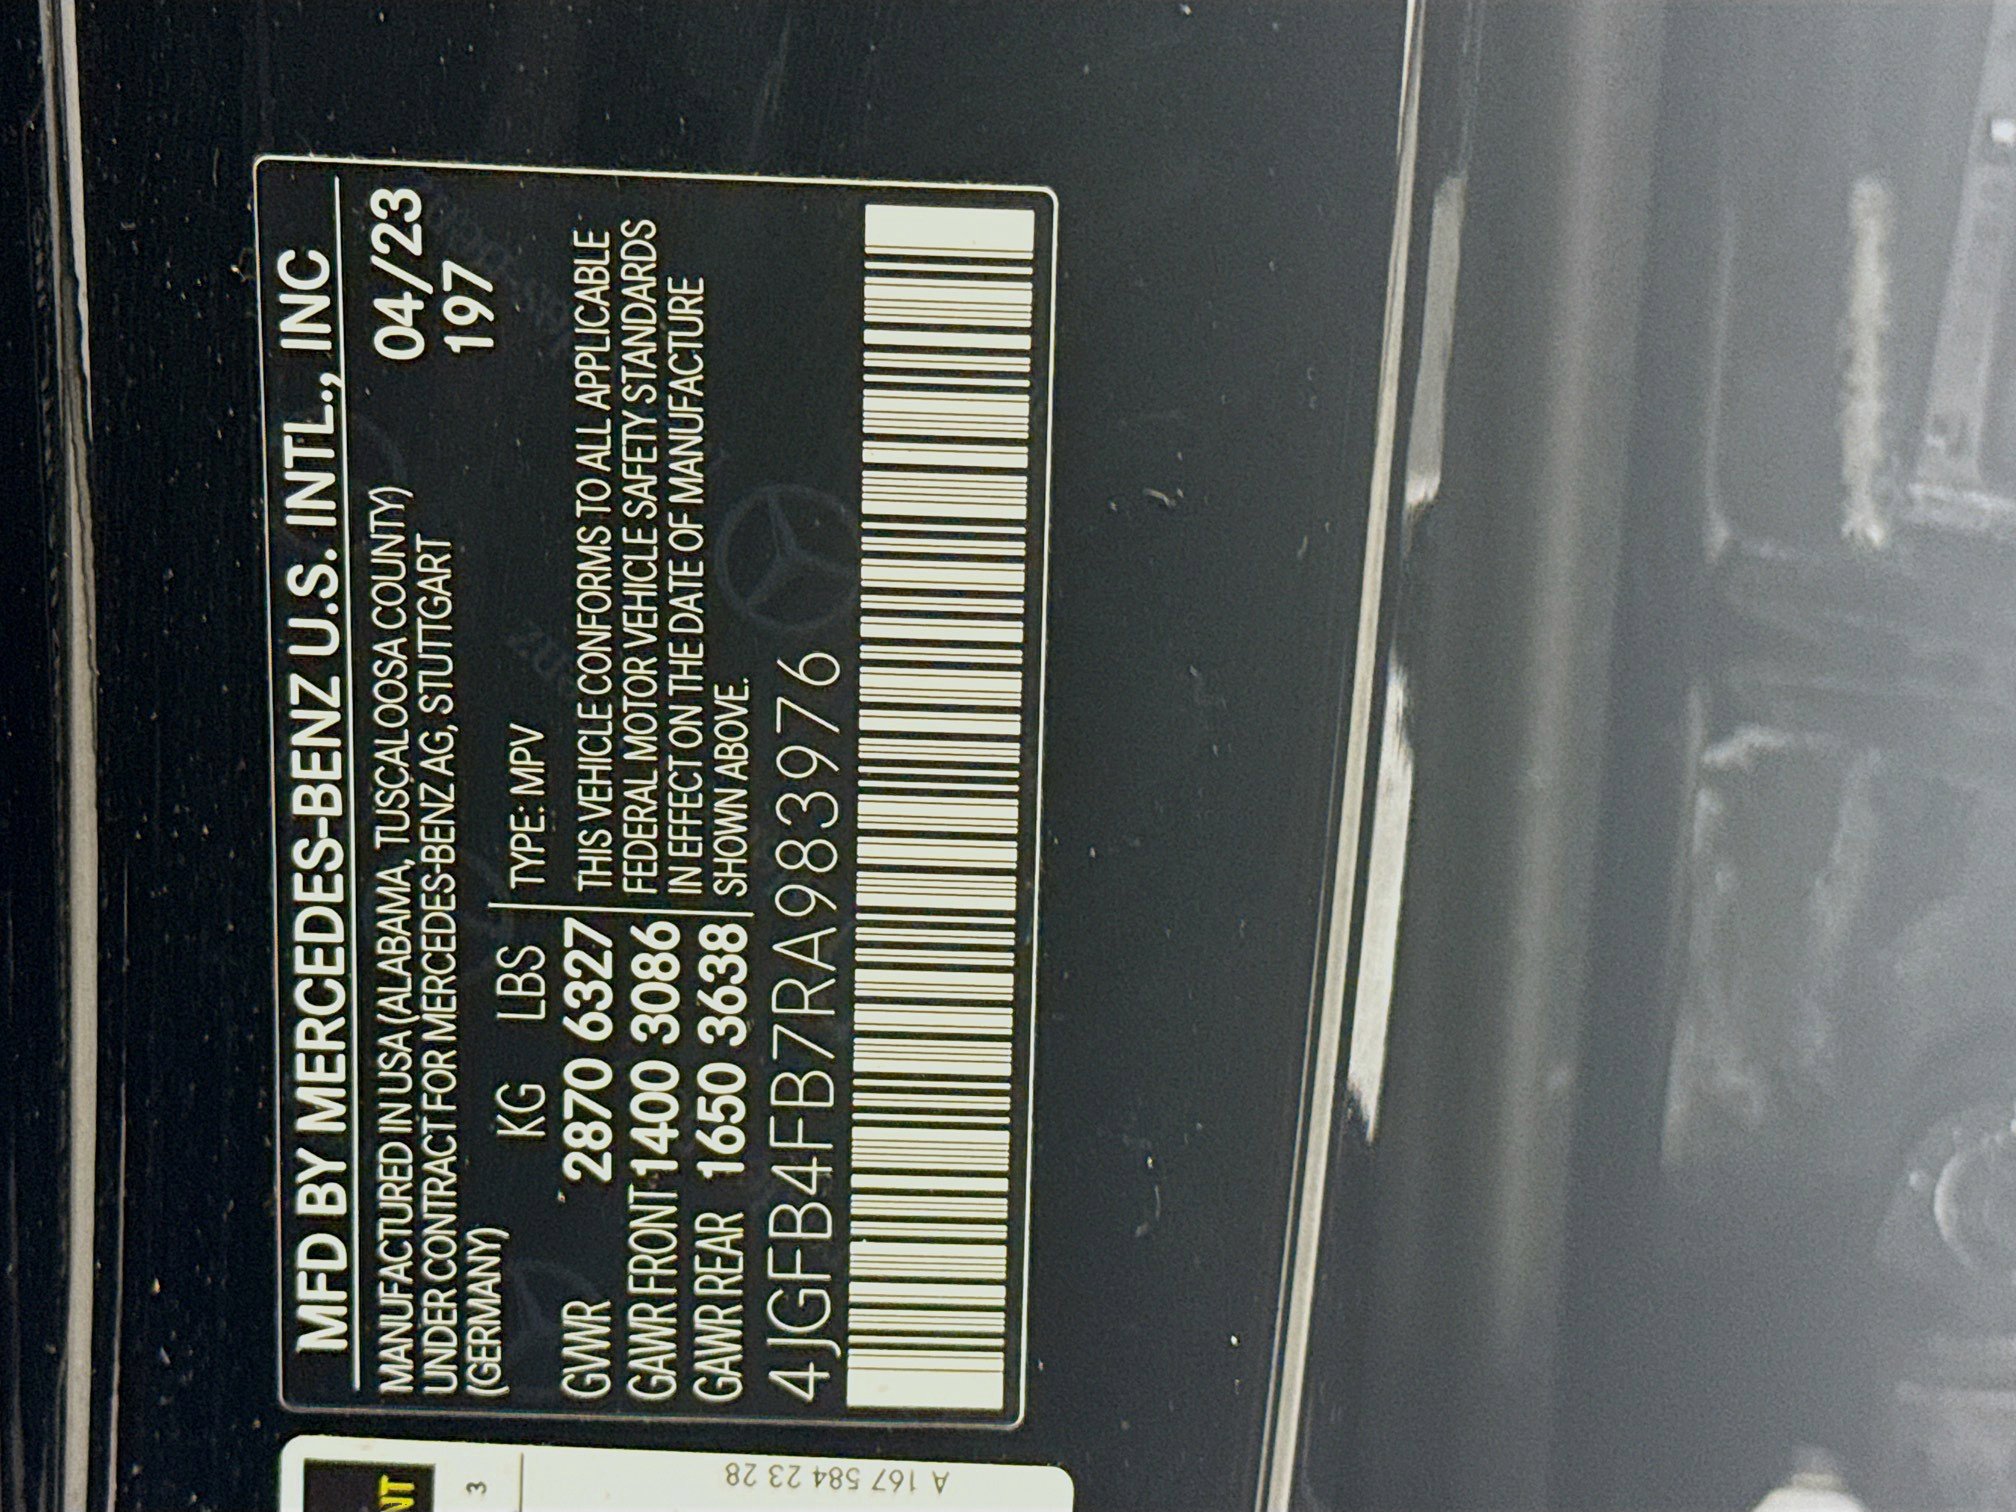 MFD BY MERCEDES-BENZ U.S. INTL., INC
MANUFACTURED IN USA (ALABAMA, TUSCALOOSA COUNTY) 04/23
UNDER CONTRACT FOR MERCEDES-BENZ AG, STUTTGART 197
(GERMANY)
KG LBS TYPE: MPV
GVWR 2870 6327 THIS VEHICLE CONFORMS TO ALL APPLICABLE
FEDERAL MOTOR VEHICLE SAFETY STANDARDS
GAWR FRONT 1400 3086 IN EFFECT ON THE DATE OF MANUFACTURE
GAWR REAR 1650 3638 SHOWN ABOVE.
4JGFB4FB7RA983976
NT
3
A 167 584 23 28